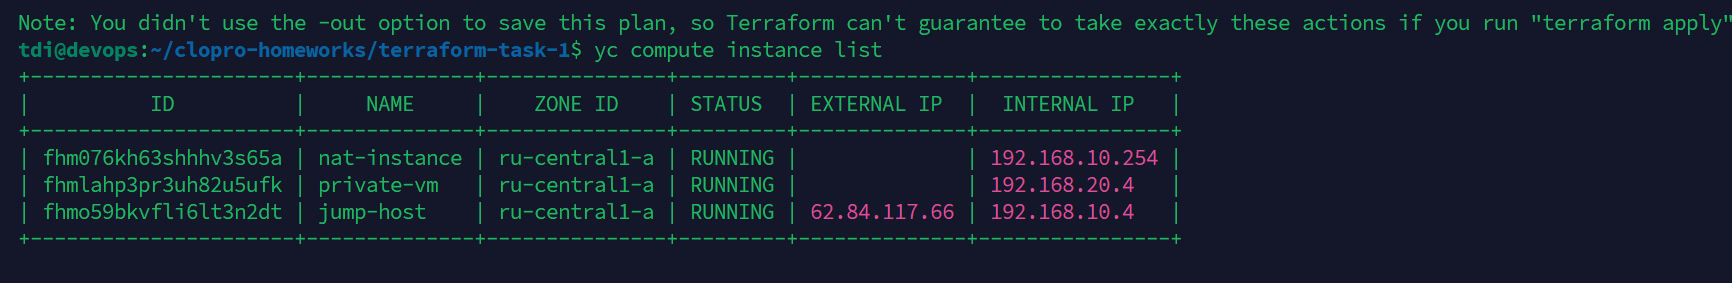 Note: You didn't use the -out option to save this plan, so Terraform can't guarantee to take exactly these actions if you run "terraform apply"
tdi@devops:~/clopro-homeworks/terraform-task-1$ yc compute instance list
+----------------------+--------------+---------------+---------+--------------+----------------+
|          ID          |     NAME     |    ZONE ID    | STATUS  | EXTERNAL IP  |  INTERNAL IP   |
+----------------------+--------------+---------------+---------+--------------+----------------+
| fhm076kh63shhhv3s65a | nat-instance | ru-central1-a | RUNNING |              | 192.168.10.254 |
| fhmlahp3pr3uh82u5ufk | private-vm   | ru-central1-a | RUNNING |              | 192.168.20.4   |
| fhmo59bkvfli6lt3n2dt | jump-host    | ru-central1-a | RUNNING | 62.84.117.66 | 192.168.10.4   |
+----------------------+--------------+---------------+---------+--------------+----------------+